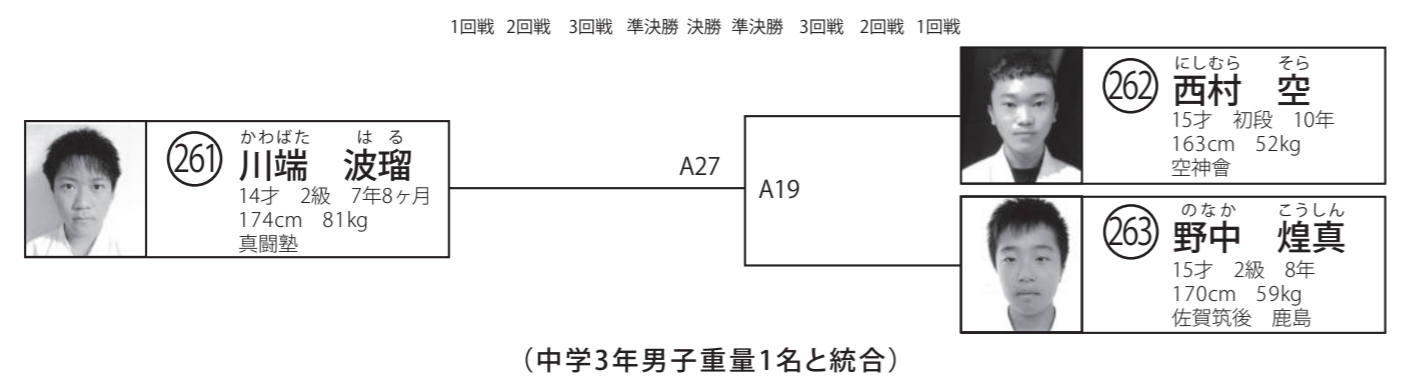 1回戦 2回戦 3回戦 準決勝 決勝 準決勝 3回戦 2回戦 1回戦
261
かわばた はる
川端 波瑠
14才 2級 7年8ヶ月
174cm 81kg
真闘塾
A27
A19
262
にしむら そら
西村 空
15才 初段 10年
163cm 52kg
空神會
263
のなか こうしん
野中 煌真
15才 2級 8年
170cm 59kg
佐賀筑後 鹿島
（中学3年男子重量1名と統合）